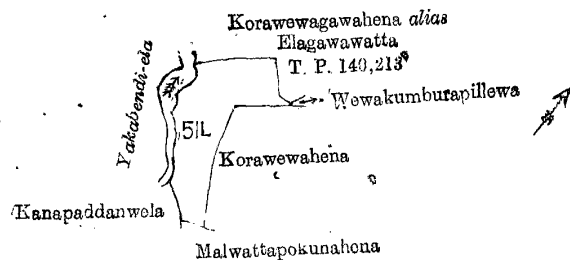 Korawewagawahena alias
Elagawawatta
T. P. 140,213
Yakabendi-ela
Wewakumburapillewa
51L
Korawewahena
Kanapaddanwela
Malwattapokunahena